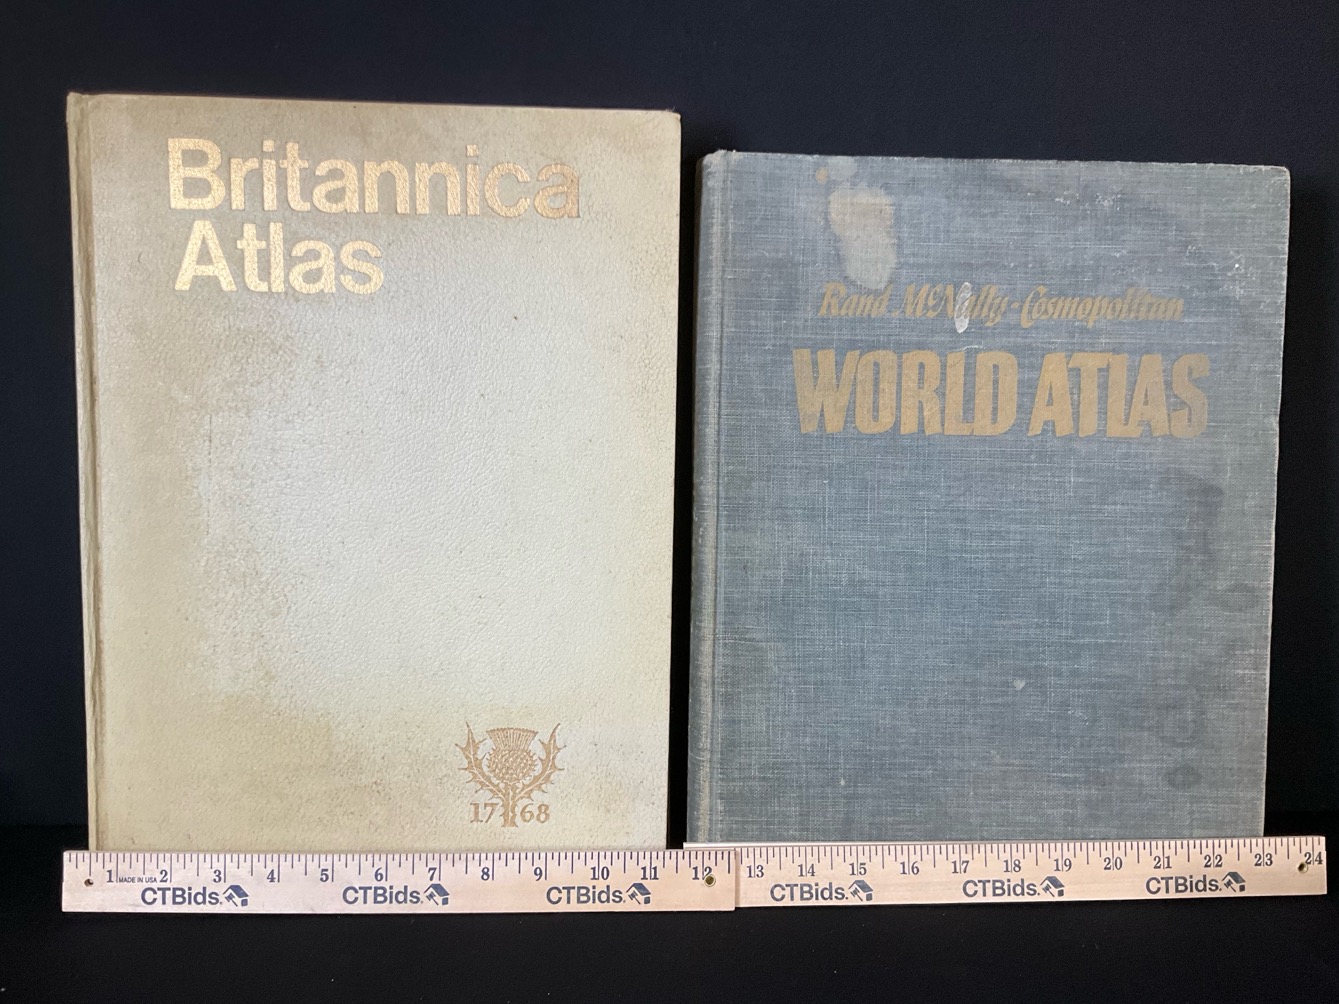 Britannica
Atlas
17 68
Rand McNally-Cosmopolitan
WORLD ATLAS
1 MADE IN USA 2 3 4 5 6 7 8 9 10 11 12 13 14 15 16 17 18 19 20 21 22 23 24
CTBids. CTBids. CTBids. CTBids. CTBids. CTBids.